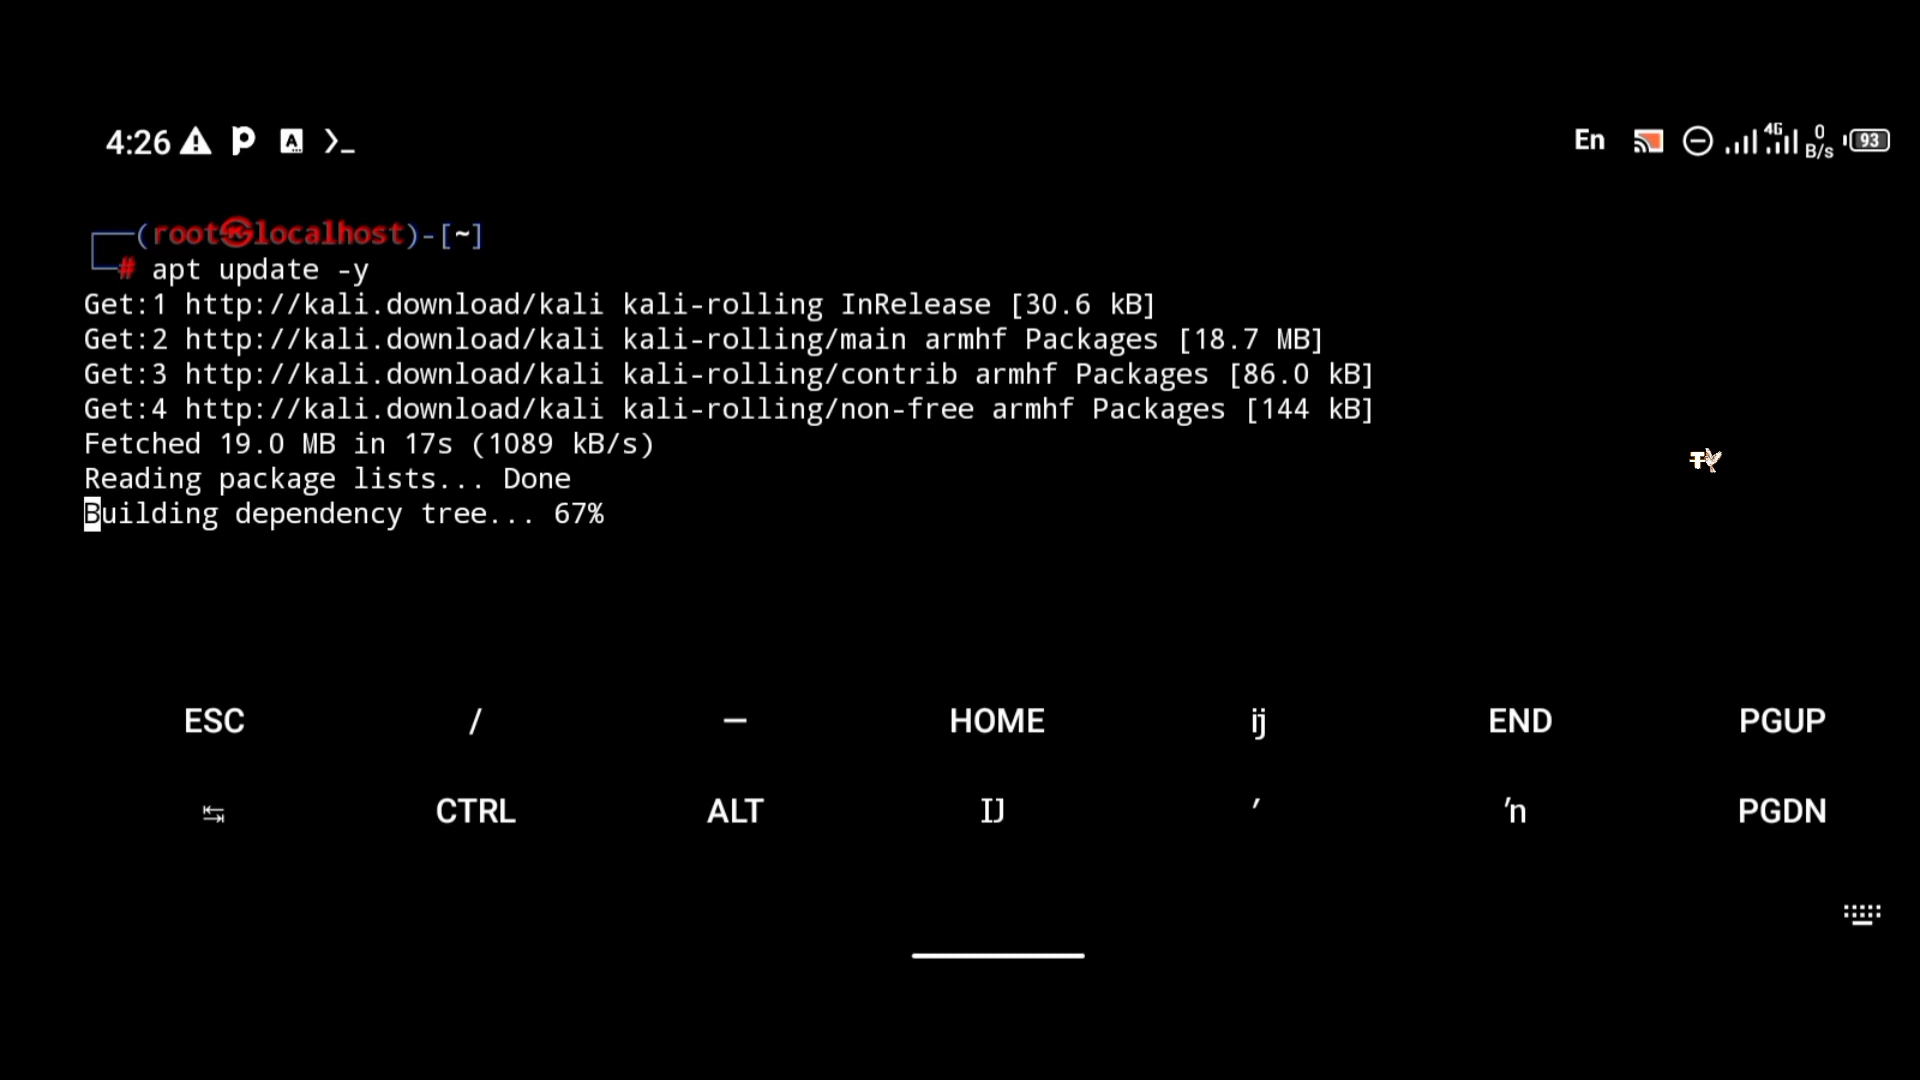 4:26 En 4G 0 B/s 93
(root㉿localhost)-[~]
# apt update -y
Get:1 http://kali.download/kali kali-rolling InRelease [30.6 kB]
Get:2 http://kali.download/kali kali-rolling/main armhf Packages [18.7 MB]
Get:3 http://kali.download/kali kali-rolling/contrib armhf Packages [86.0 kB]
Get:4 http://kali.download/kali kali-rolling/non-free armhf Packages [144 kB]
Fetched 19.0 MB in 17s (1089 kB/s)
Reading package lists... Done
Building dependency tree... 67%
ESC / — HOME ĳ END PGUP
↹ CTRL ALT Ĳ ′ ŉ PGDN